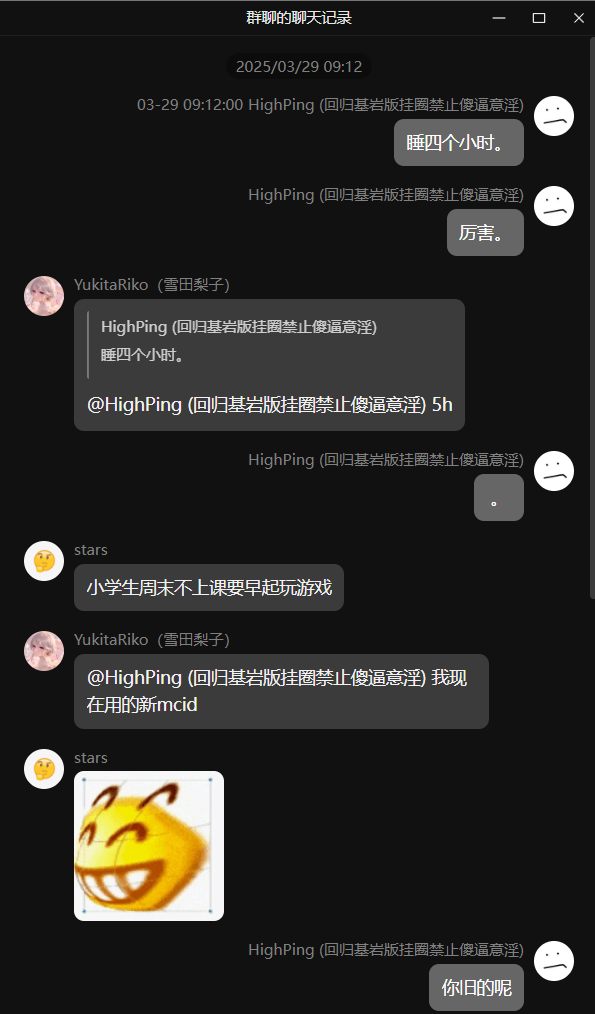 群聊的聊天记录
2025/03/29 09:12
03-29 09:12:00 HighPing (回归基岩版挂圈禁止傻逼意淫)
睡四个小时。
HighPing (回归基岩版挂圈禁止傻逼意淫)
厉害。
YukitaRiko（雪田梨子）
HighPing (回归基岩版挂圈禁止傻逼意淫)
睡四个小时。
@HighPing (回归基岩版挂圈禁止傻逼意淫) 5h
HighPing (回归基岩版挂圈禁止傻逼意淫)
。
stars
小学生周末不上课要早起玩游戏
YukitaRiko（雪田梨子）
@HighPing (回归基岩版挂圈禁止傻逼意淫) 我现
在用的新mcid
stars
HighPing (回归基岩版挂圈禁止傻逼意淫)
你旧的呢